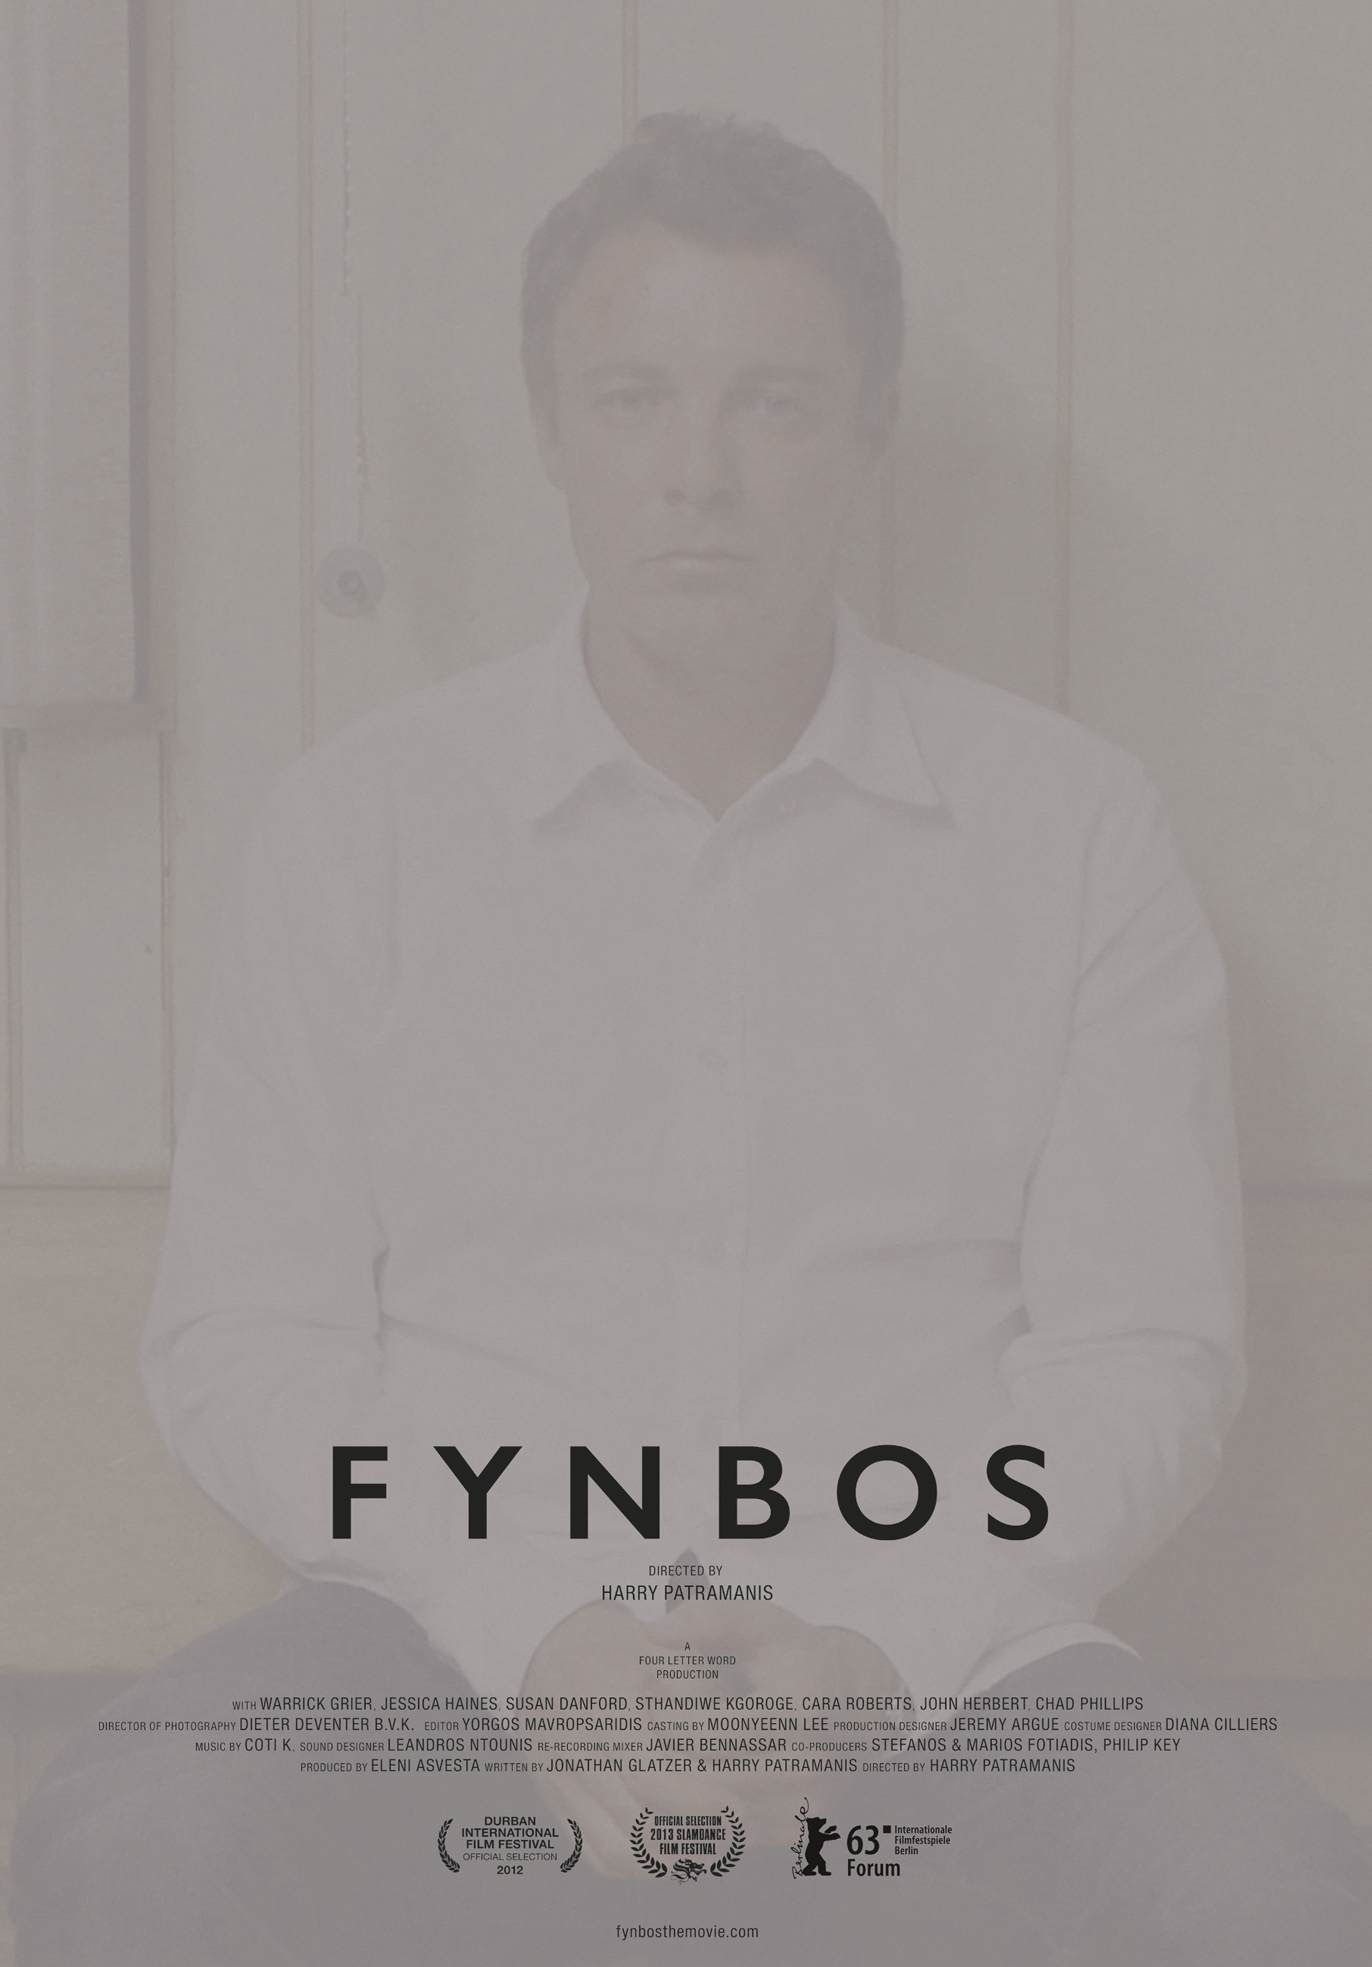 FYNBOS
DIRECTED BY
HARRY PATRAMANIS
A
FOUR LETTER WORD
PRODUCTION
WITH WARRICK GRIER, JESSICA HAINES, SUSAN DANFORD, STHANDIWE KGOROGE, CARA ROBERTS, JOHN HERBERT, CHAD PHILLIPS
DIRECTOR OF PHOTOGRAPHY DIETER DEVENTER B.V.K. EDITOR YORGOS MAVROPSARIDIS CASTING BY MOONYEENN LEE PRODUCTION DESIGNER JEREMY ARGUE COSTUME DESIGNER DIANA CILLIERS
MUSIC BY COTI K, SOUND DESIGNER LEANDROS NTOUNIS RE-RECORDING MIXER JAVIER BENNASSAR CO-PRODUCERS STEFANOS & MARIOS FOTIADIS, PHILIP KEY
PRODUCED BY ELENI ASVESTA WRITTEN BY JONATHAN GLATZER & HARRY PATRAMANIS DIRECTED BY HARRY PATRAMANIS
DURBAN
INTERNATIONAL
FILM FESTIVAL
OFFICIAL SELECTION
2012
OFFICIAL SELECTION
2013 SLAMDANCE
FILM FESTIVAL
Berlinale
63
Internationale
Filmfestspiele
Berlin
Forum
fynbosthemovie.com